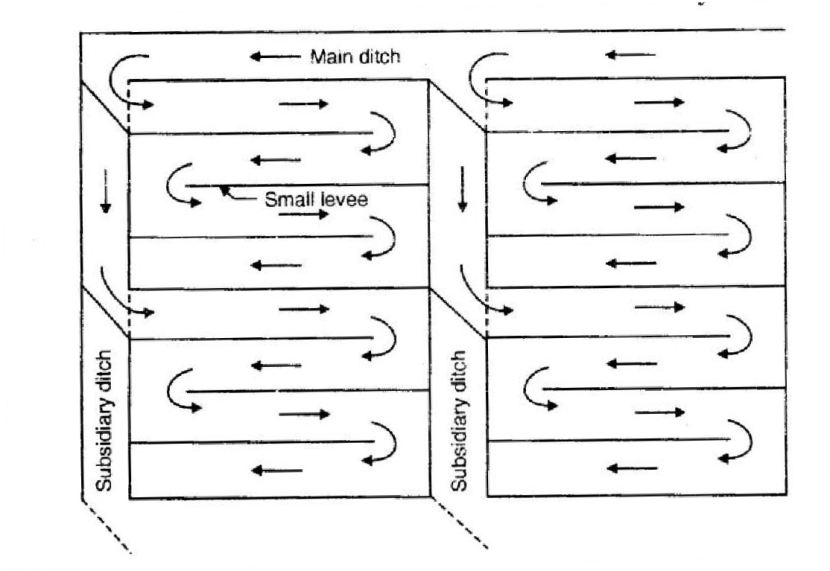 Main ditch
Small levee
Subsidiary ditch
Subsidiary ditch